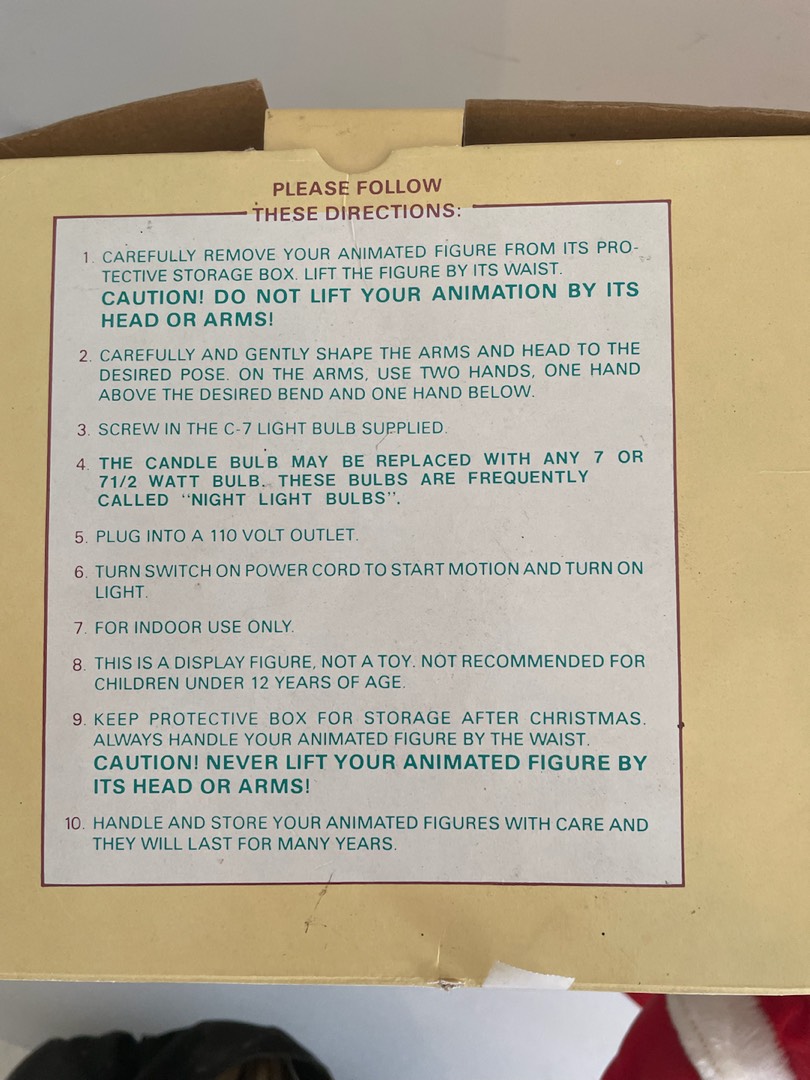 PLEASE FOLLOW
THESE DIRECTIONS:
1. CAREFULLY REMOVE YOUR ANIMATED FIGURE FROM ITS PRO-
TECTIVE STORAGE BOX. LIFT THE FIGURE BY ITS WAIST.
CAUTION! DO NOT LIFT YOUR ANIMATION BY ITS
HEAD OR ARMS!
2. CAREFULLY AND GENTLY SHAPE THE ARMS AND HEAD TO THE
DESIRED POSE. ON THE ARMS, USE TWO HANDS, ONE HAND
ABOVE THE DESIRED BEND AND ONE HAND BELOW.
3. SCREW IN THE C-7 LIGHT BULB SUPPLIED.
4. THE CANDLE BULB MAY BE REPLACED WITH ANY 7 OR
71/2 WATT BULB. THESE BULBS ARE FREQUENTLY
CALLED "NIGHT LIGHT BULBS".
5. PLUG INTO A 110 VOLT OUTLET.
6. TURN SWITCH ON POWER CORD TO START MOTION AND TURN ON
LIGHT.
7. FOR INDOOR USE ONLY.
8. THIS IS A DISPLAY FIGURE, NOT A TOY. NOT RECOMMENDED FOR
CHILDREN UNDER 12 YEARS OF AGE.
9. KEEP PROTECTIVE BOX FOR STORAGE AFTER CHRISTMAS.
ALWAYS HANDLE YOUR ANIMATED FIGURE BY THE WAIST.
CAUTION! NEVER LIFT YOUR ANIMATED FIGURE BY
ITS HEAD OR ARMS!
10. HANDLE AND STORE YOUR ANIMATED FIGURES WITH CARE AND
THEY WILL LAST FOR MANY YEARS.